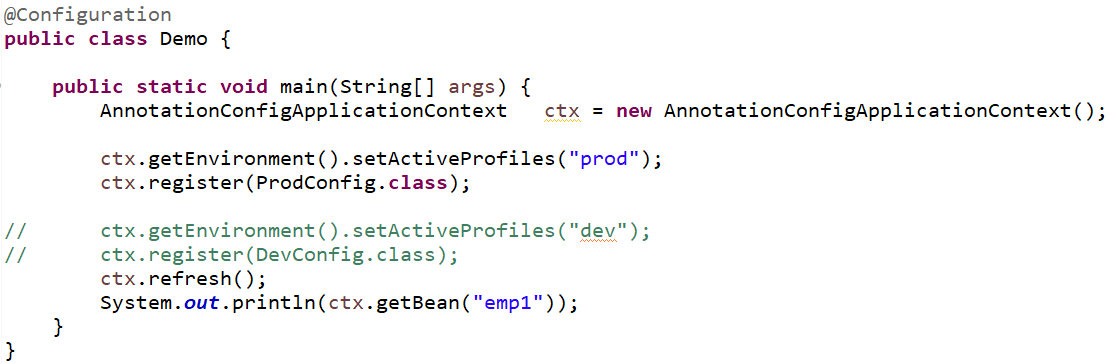 @Configuration
public class Demo {
public static void main(String[] args) {
AnnotationConfigApplicationContext ctx = new AnnotationConfigApplicationContext();
ctx.getEnvironment().setActiveProfiles("prod");
ctx.register(ProdConfig.class);
// ctx.getEnvironment().setActiveProfiles("dev");
// ctx.register(DevConfig.class);
ctx.refresh();
System.out.println(ctx.getBean("emp1"));
}
}